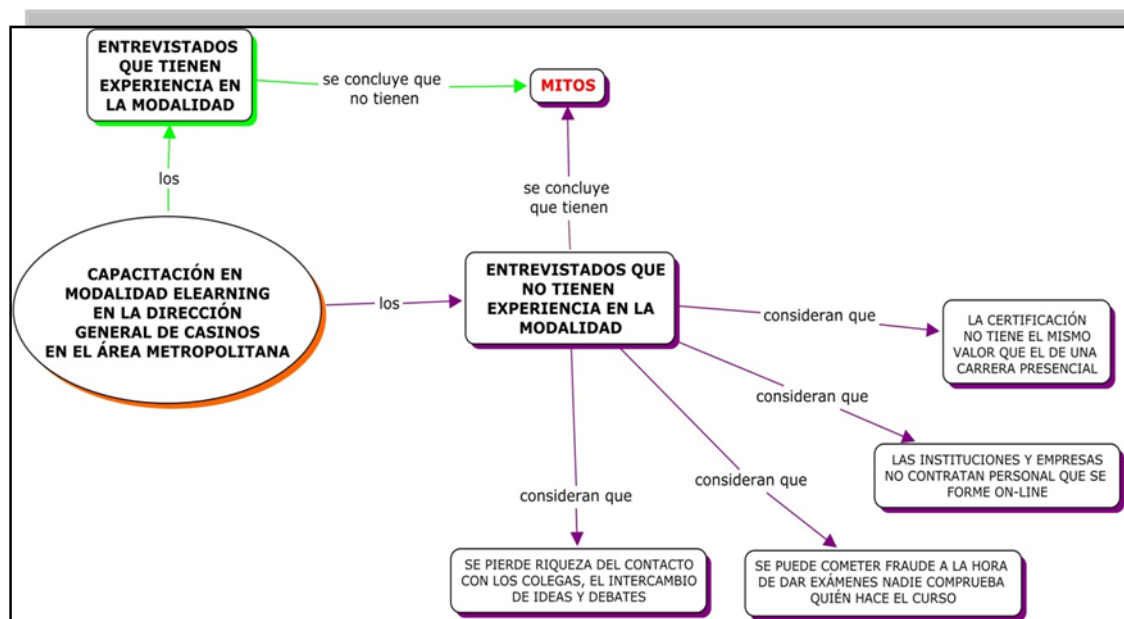 ENTREVISTADOS
QUE TIENEN
EXPERIENCIA EN
LA MODALIDAD
se concluye que
no tienen
MITOS
los
se concluye
que tienen
CAPACITACIÓN EN
MODALIDAD ELEARNING
EN LA DIRECCIÓN
GENERAL DE CASINOS
EN EL ÁREA METROPOLITANA
los
ENTREVISTADOS QUE
NO TIENEN
EXPERIENCIA EN LA
MODALIDAD
consideran que
LA CERTIFICACIÓN
NO TIENE EL MISMO
VALOR QUE EL DE UNA
CARRERA PRESENCIAL
consideran que
LAS INSTITUCIONES Y EMPRESAS
NO CONTRATAN PERSONAL QUE SE
FORME ON-LINE
consideran que
SE PUEDE COMETER FRAUDE A LA HORA
DE DAR EXÁMENES NADIE COMPRUEBA
QUIÉN HACE EL CURSO
consideran que
SE PIERDE RIQUEZA DEL CONTACTO
CON LOS COLEGAS, EL INTERCAMBIO
DE IDEAS Y DEBATES